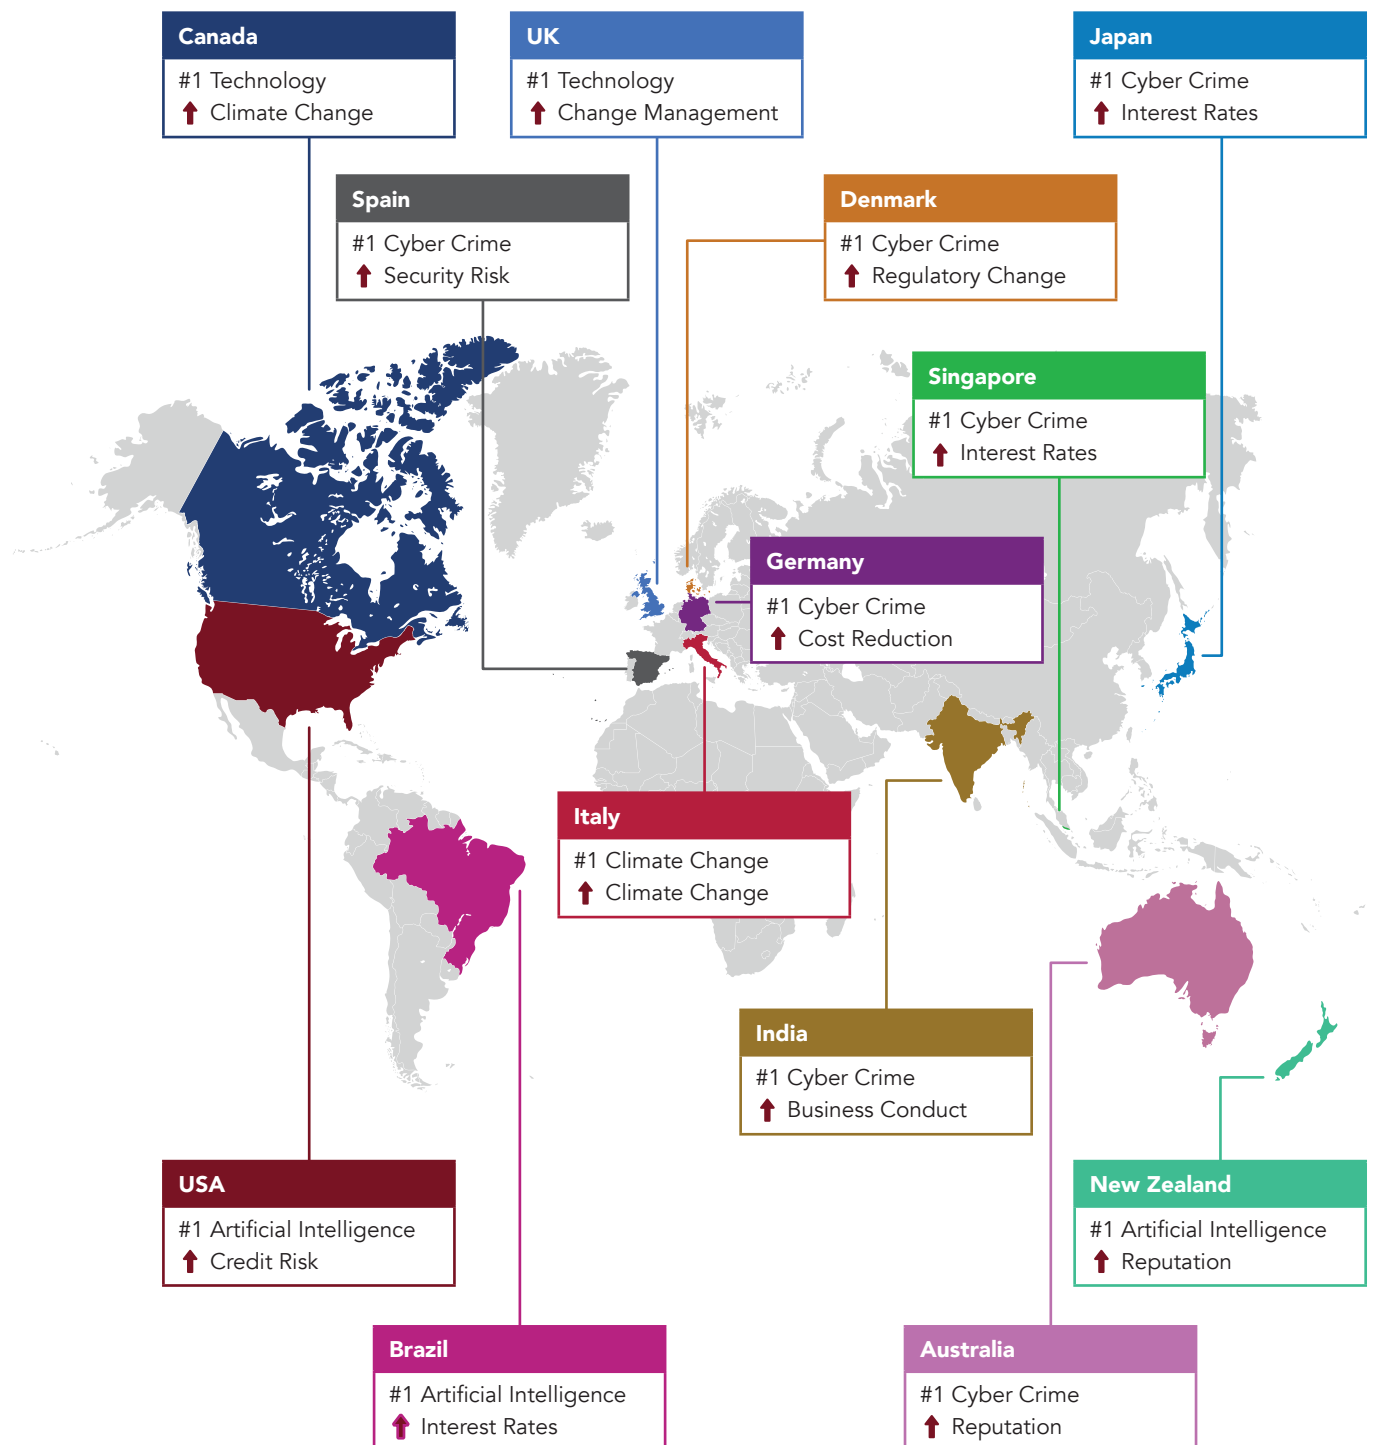 Canada
#1 Technology
Climate Change
UK
#1 Technology
Change Management
Japan
#1 Cyber Crime
Interest Rates
Spain
#1 Cyber Crime
Security Risk
Denmark
#1 Cyber Crime
Regulatory Change
Singapore
#1 Cyber Crime
Interest Rates
Germany
#1 Cyber Crime
Cost Reduction
Italy
#1 Climate Change
Climate Change
India
#1 Cyber Crime
Business Conduct
USA
#1 Artificial Intelligence
Credit Risk
New Zealand
#1 Artificial Intelligence
Reputation
Brazil
#1 Artificial Intelligence
Interest Rates
Australia
#1 Cyber Crime
Reputation